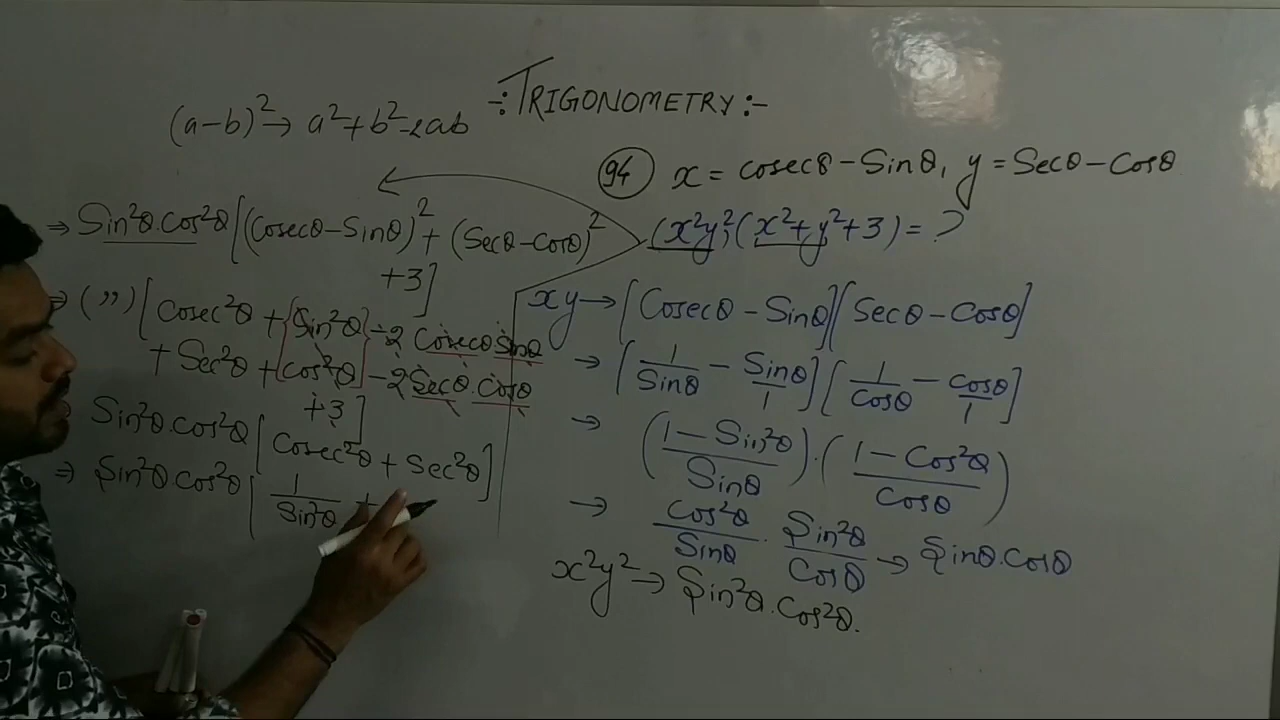 -:TRIGONOMETRY:-
(a-b)²→ a²+b²-2ab
(94) x = cosecθ-Sinθ, y = Secθ-Cosθ
(x²y²)(x²+y²+3) = ?
⇒ Sin²θ.Cos²θ[(Cosecθ-Sinθ)²+(Secθ-Cosθ)²
+3]
⇒ (")[Cosec²θ+(Sin²θ)-2 Cosecθ Sinθ
+Sec²θ+(cos²θ)-2Secθ.Cosθ
+3]
⇒ Sin²θ.Cos²θ[Cosec²θ+Sec²θ]
⇒ Sin²θ Cos²θ[1/Sin²θ +
xy→[Cosecθ-Sinθ][Secθ-Cosθ]
⇒ [1/Sinθ - Sinθ/1][1/Cosθ - Cosθ/1]
⇒ (1-Sin²θ/Sinθ).(1-Cos²θ/Cosθ)
→ Cos²θ/Sinθ . Sin²θ/Cosθ → Sinθ.Cosθ
x²y²→ Sin²θ.Cos²θ.